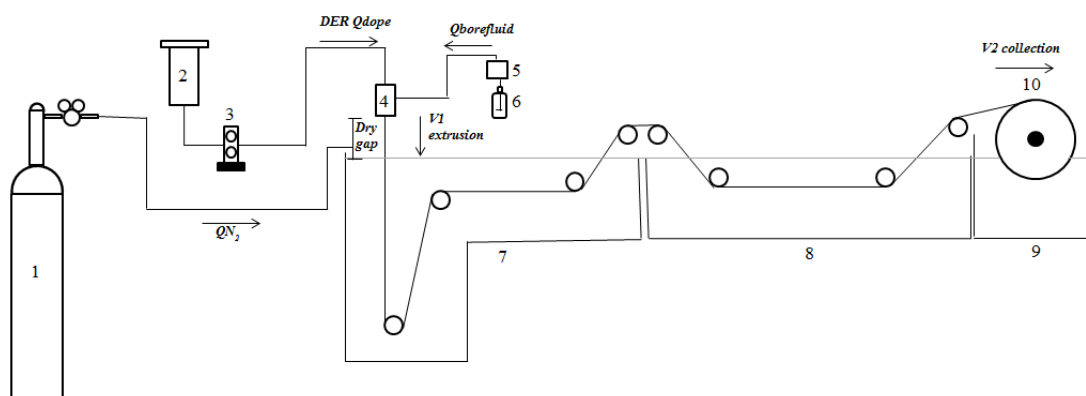 DER Qdope
Qborefluid
V2 collection
10
2
5
3
6
4
V1
extrusion
Dry
gap
QN2
1
7
8
9